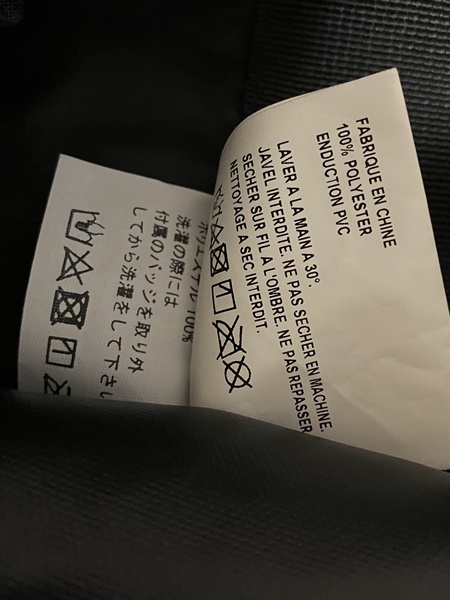 FABRIQUE EN CHINE
100% POLYESTER
ENDUCTION PVC
LAVER A LA MAIN A 30°.
JAVEL INTERDITE. NE PAS SECHER EN MACHINE.
SECHER SUR FIL A L'OMBRE. NE PAS REPASSER
NETTOYAGE A SEC INTERDIT.
ポリエステル 100%
洗濯の際には
付属のバッジを取り外
してから洗濯をして下さい